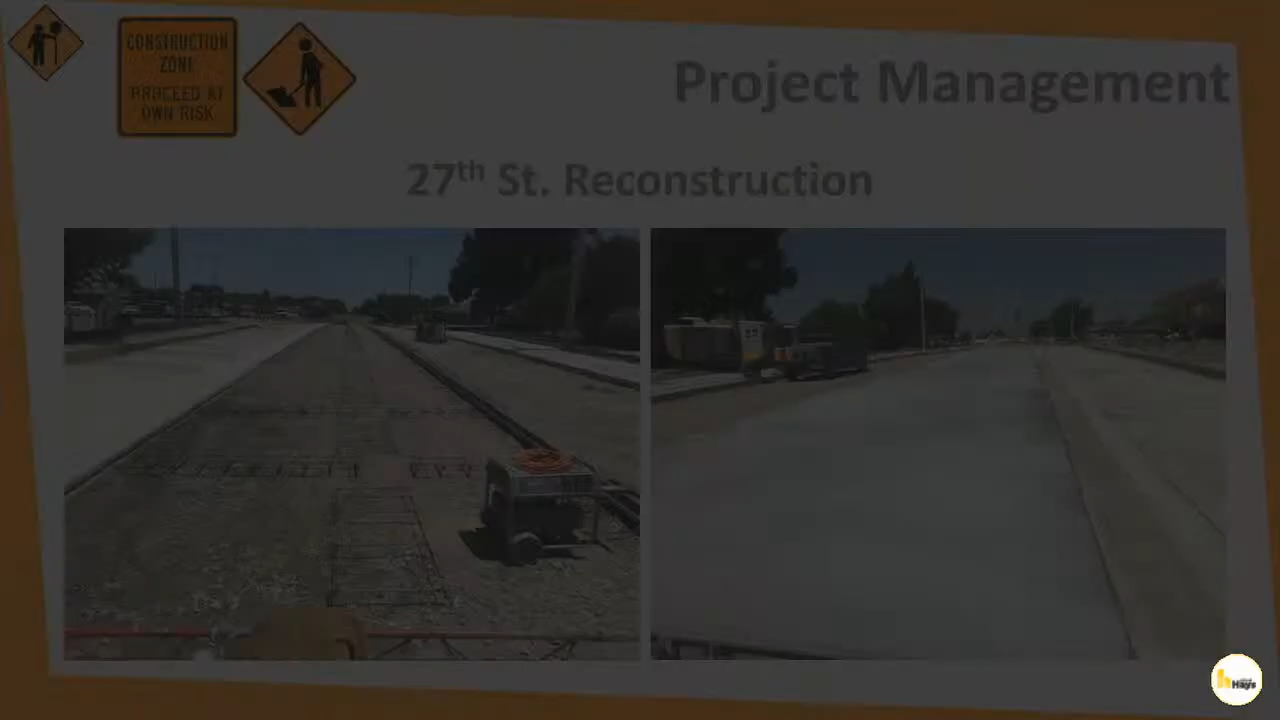 CONSTRUCTION
ZONE
PROCEED AT
OWN RISK
Project Management
27th St. Reconstruction
Hays